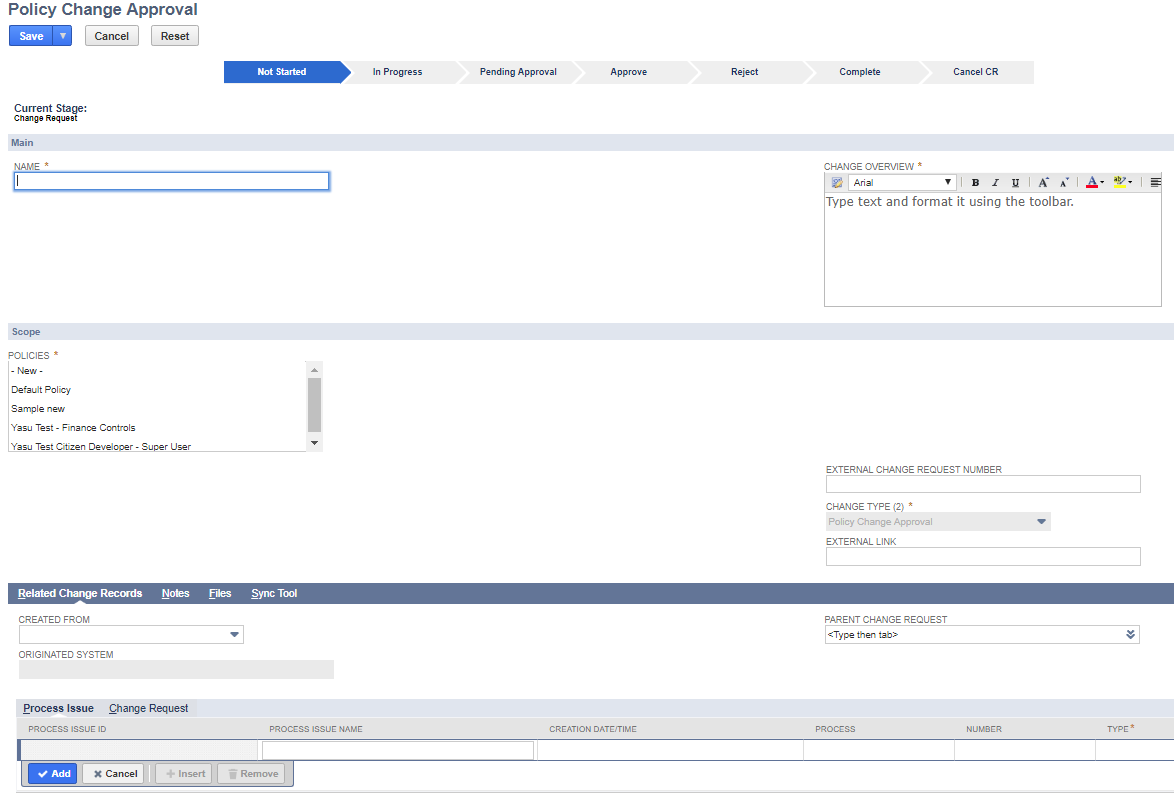 Policy Change Approval
Save Cancel Reset
Not Started In Progress Pending Approval Approve Reject Complete Cancel CR
Current Stage:
Change Request
Main
NAME *
CHANGE OVERVIEW *
Arial B I U A A A ab
Type text and format it using the toolbar.
Scope
POLICIES *
- New -
Default Policy
Sample new
Yasu Test - Finance Controls
Yasu Test Citizen Developer - Super User
EXTERNAL CHANGE REQUEST NUMBER
CHANGE TYPE (2) *
Policy Change Approval
EXTERNAL LINK
Related Change Records Notes Files Sync Tool
CREATED FROM
PARENT CHANGE REQUEST
<Type then tab>
ORIGINATED SYSTEM
Process Issue Change Request
PROCESS ISSUE ID PROCESS ISSUE NAME CREATION DATE/TIME PROCESS NUMBER TYPE *
Add Cancel Insert Remove